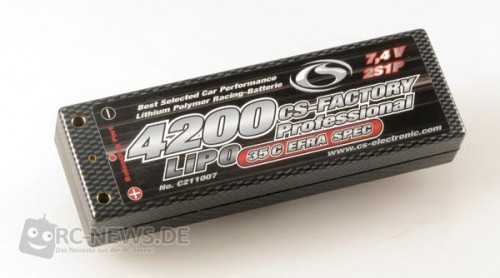 Best Selected Car Performance
Lithium Polymer Racing-Batterie
7,4 V
2S1P
4200
LIPO
CS-FACTORY
Professional
35C EFRA SPEC
No. C211007
www.cs-electronic.com
RC-NEWS.DE